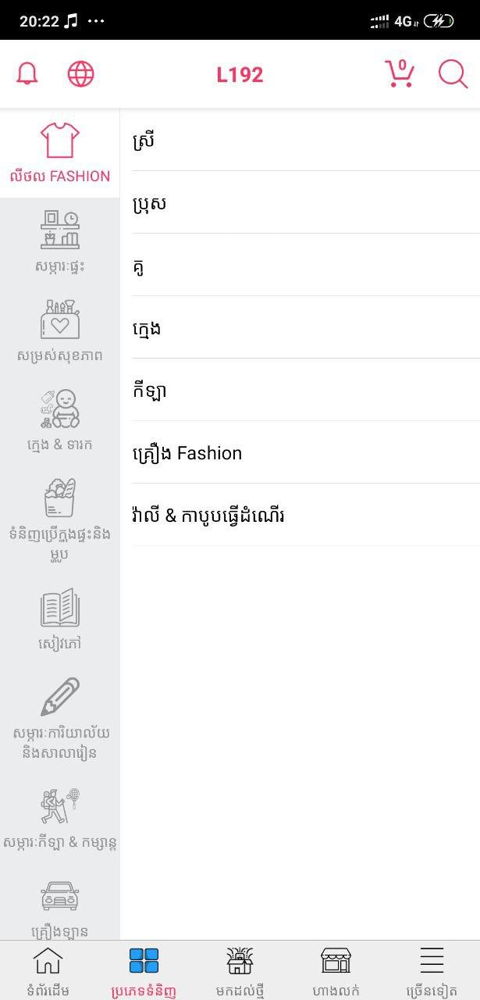 20:22
4G
L192
0
លីថល FASHION
សម្ភារៈផ្ទះ
សម្រស់សុខភាព
ក្មេង & ទារក
ទំនិញប្រើក្នុងផ្ទះនិង
ម្ហូប
សៀវភៅ
សម្ភារៈការិយាល័យ
និងសាលារៀន
សម្ភារៈកីឡា & កម្សាន្ត
គ្រឿងឡាន
ស្រី
ប្រុស
គូ
ក្មេង
កីឡា
គ្រឿង Fashion
វ៉ាលី & កាបូបធ្វើដំណើរ
ទំព័រដើម
ប្រភេទទំនិញ
មកដល់ថ្មី
ហាងលក់
ច្រើនទៀត